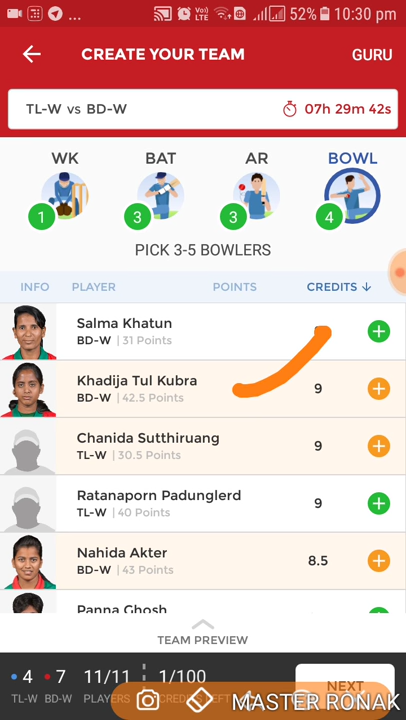 ... Vo) LTE 52% 10:30 pm
CREATE YOUR TEAM GURU
TL-W vs BD-W 07h 29m 42s
WK BAT AR BOWL
1 3 3 4
PICK 3-5 BOWLERS
INFO PLAYER POINTS CREDITS ↓
Salma Khatun
BD-W | 31 Points
Khadija Tul Kubra
BD-W | 42.5 Points 9
Chanida Sutthiruang
TL-W | 30.5 Points 9
Ratanaporn Padunglerd
TL-W | 40 Points 9
Nahida Akter
BD-W | 43 Points 8.5
Panna Ghosh
TEAM PREVIEW
4 7 11/11 1/100 NEXT
TL-W BD-W PLAYERS CREDITS LEFT
MASTER RONAK